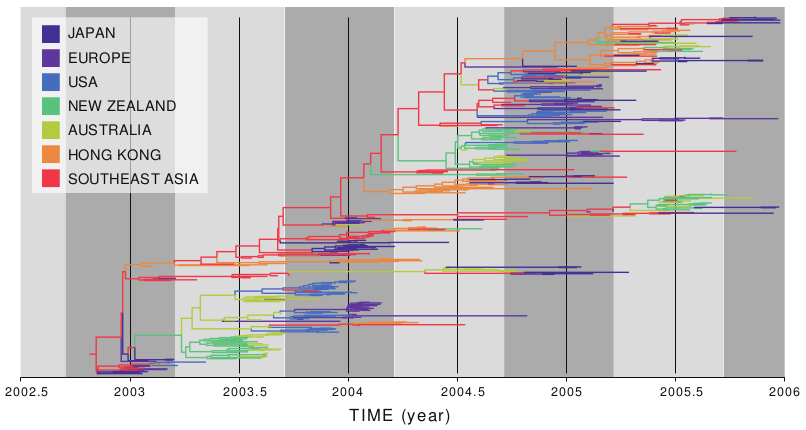 JAPAN
EUROPE
USA
NEW ZEALAND
AUSTRALIA
HONG KONG
SOUTHEAST ASIA
2002.5 2003 2003.5 2004 2004.5 2005 2005.5 2006
TIME (year)